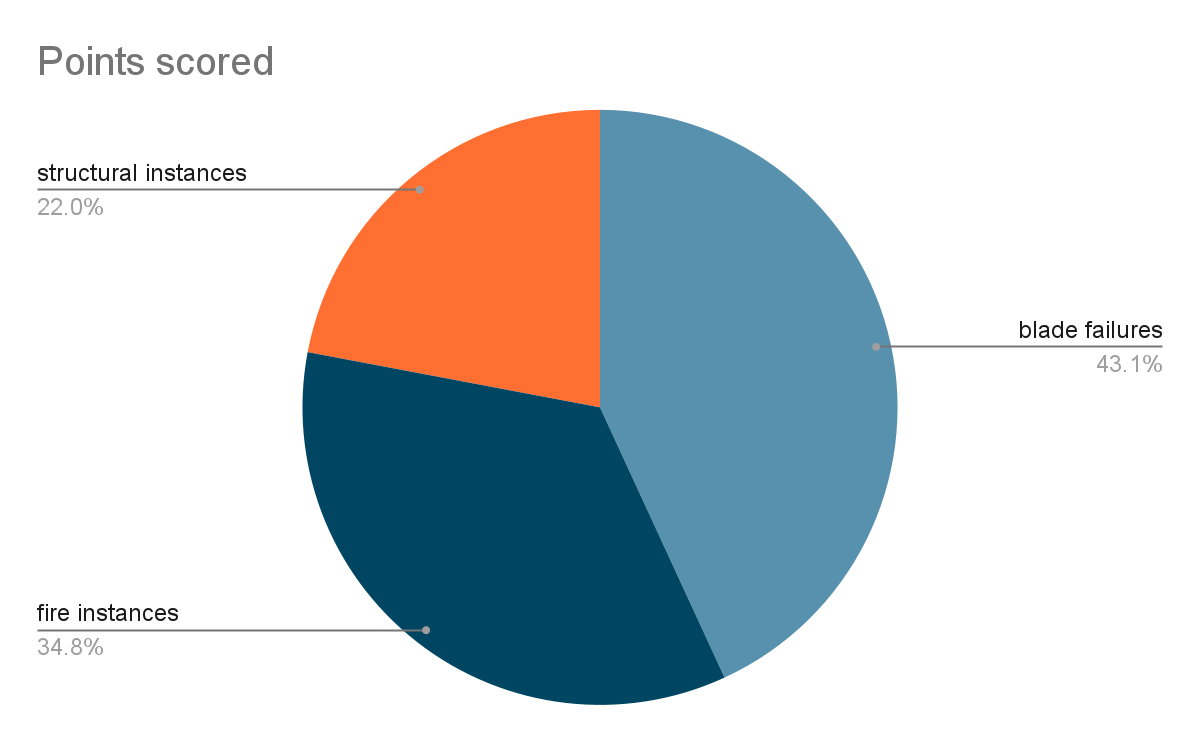 Points scored
structural instances
22.0%
blade failures
43.1%
fire instances
34.8%